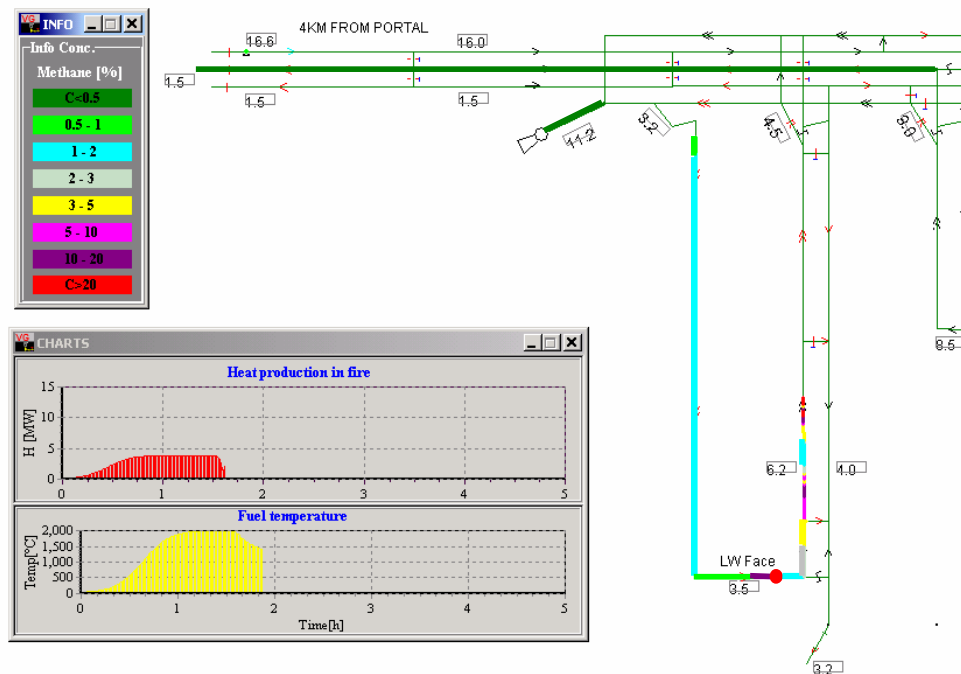 VG INFO
Info Conc.
Methane [%]
C<0.5
0.5 - 1
1 - 2
2 - 3
3 - 5
5 - 10
10 - 20
C>20
4KM FROM PORTAL
16.6
16.0
1.5
1.5
1.5
11.2
3.2
4.5
9.0
8.5
6.2
4.0
LW Face
3.5
3.2
VG CHARTS
Heat production in fire
H [MW]
15
10
5
0
0 1 2 3 4 5
Fuel temperature
Temp[°C]
2,000
1,500
1,000
500
0
0 1 2 3 4 5
Time[h]